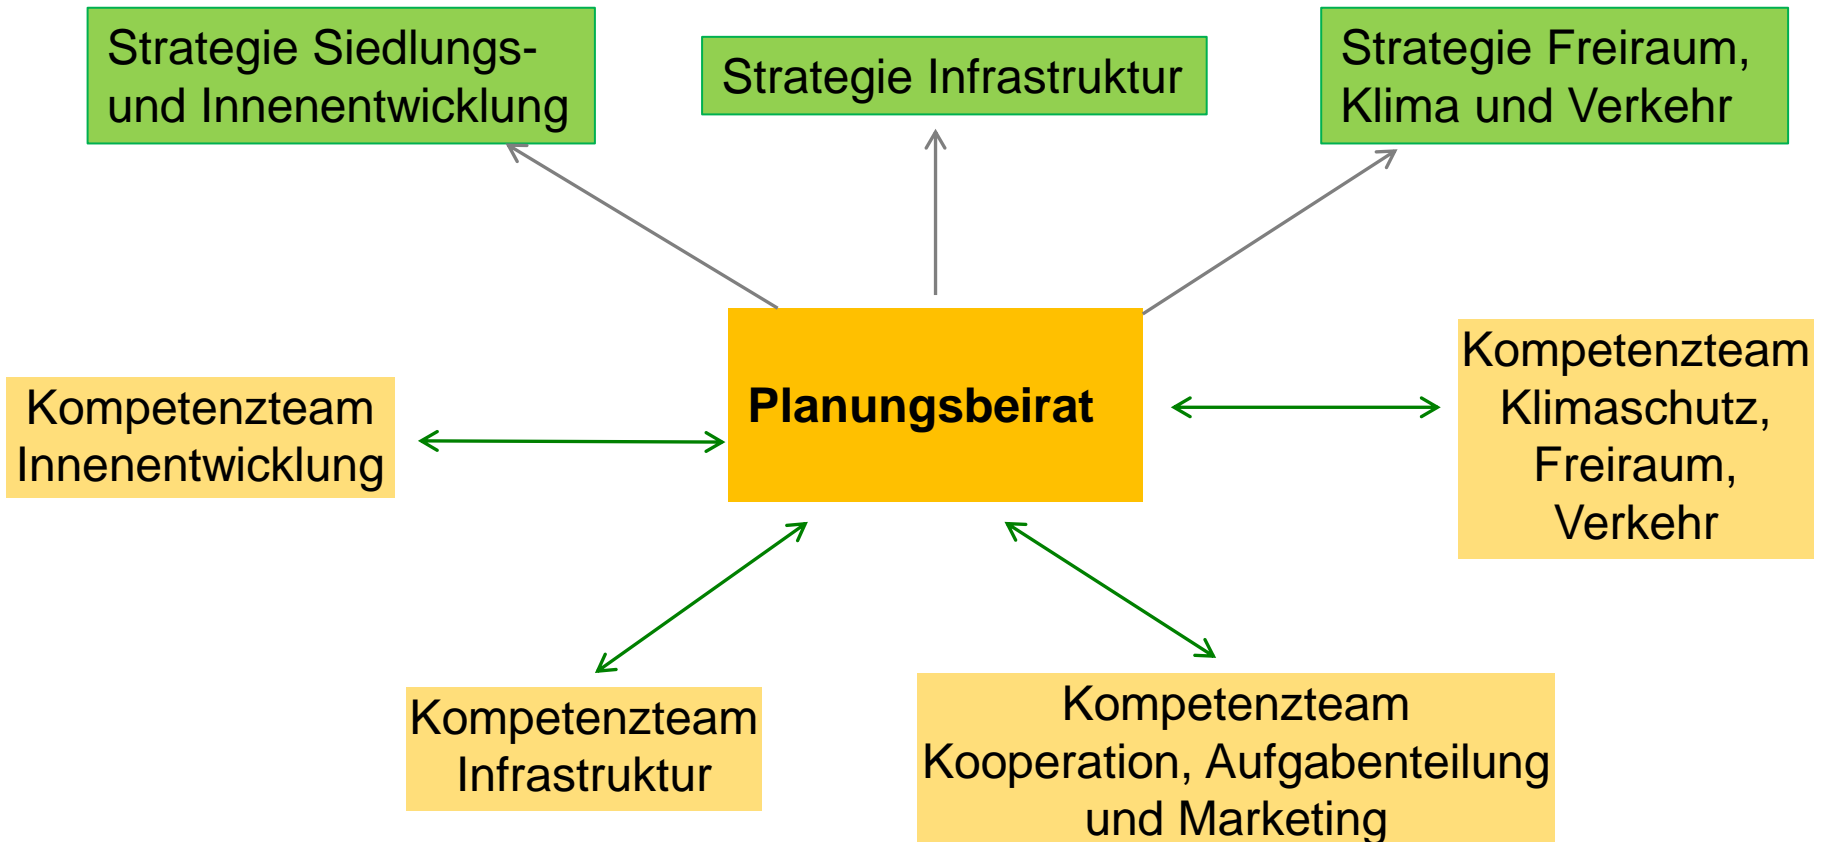 Strategie Siedlungs-
und Innenentwicklung
Strategie Infrastruktur
Strategie Freiraum,
Klima und Verkehr
Planungsbeirat
Kompetenzteam
Innenentwicklung
Kompetenzteam
Klimaschutz,
Freiraum,
Verkehr
Kompetenzteam
Infrastruktur
Kompetenzteam
Kooperation, Aufgabenteilung
und Marketing